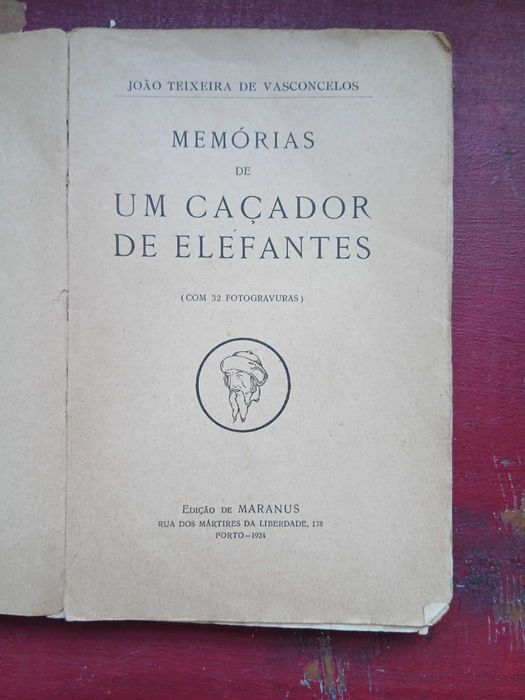 JOÃO TEIXEIRA DE VASCONCELOS
MEMÓRIAS
DE
UM CAÇADOR
DE ELEFANTES
(COM 32 FOTOGRAVURAS)
EDIÇÃO DE MARANUS
RUA DOS MÁRTIRES DA LIBERDADE, 178
PORTO—1924